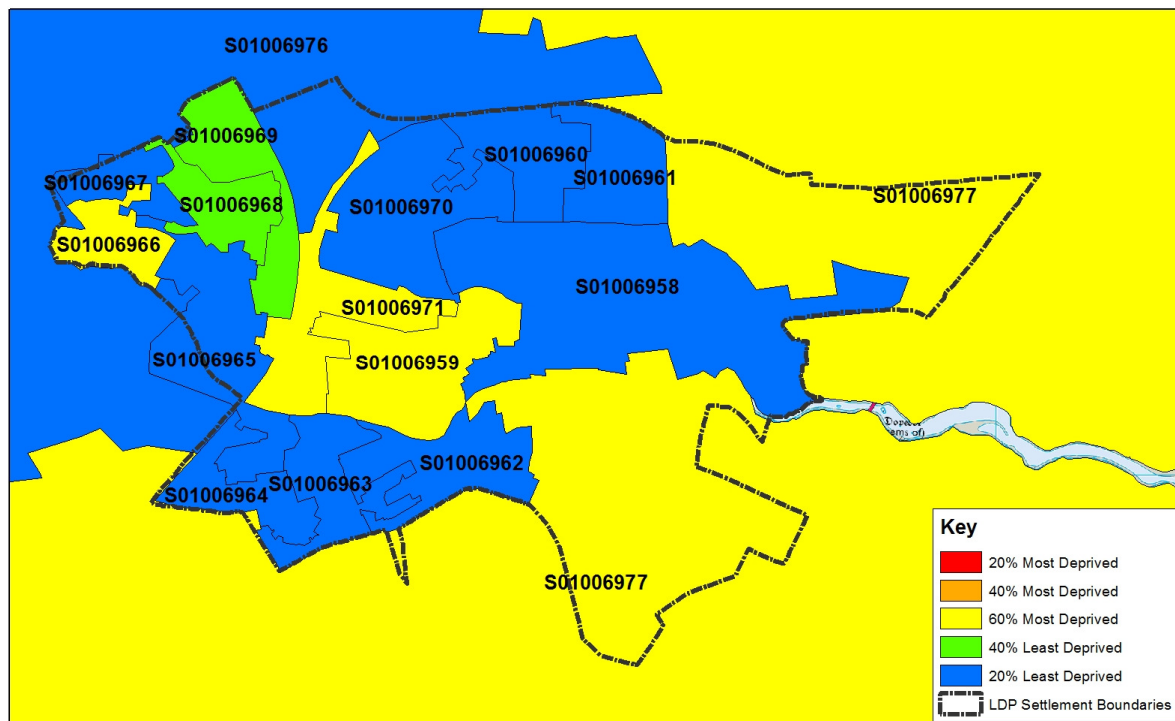 S01006976
S01006969
S01006960
S01006967
S01006961
S01006977
S01006968
S01006970
S01006966
S01006958
S01006971
S01006965
S01006959
S01006962
S01006963
S01006964
S01006977
Key
20% Most Deprived
40% Most Deprived
60% Most Deprived
40% Least Deprived
20% Least Deprived
LDP Settlement Boundaries